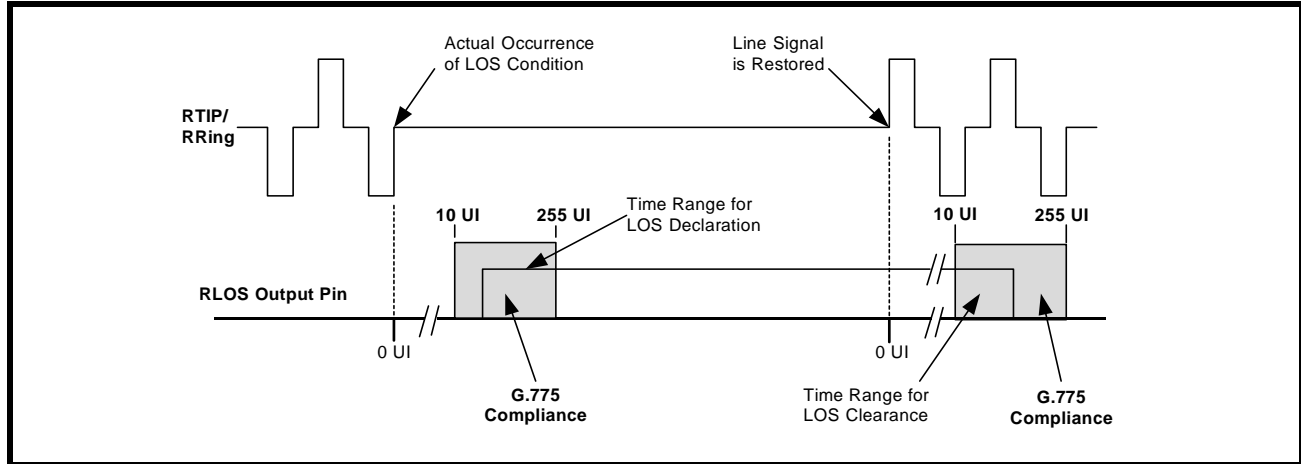 Actual Occurrence
of LOS Condition
Line Signal
is Restored
RTIP/
RRing
10 UI
255 UI
Time Range for
LOS Declaration
10 UI
255 UI
RLOS Output Pin
0 UI
0 UI
G.775
Compliance
Time Range for
LOS Clearance
G.775
Compliance